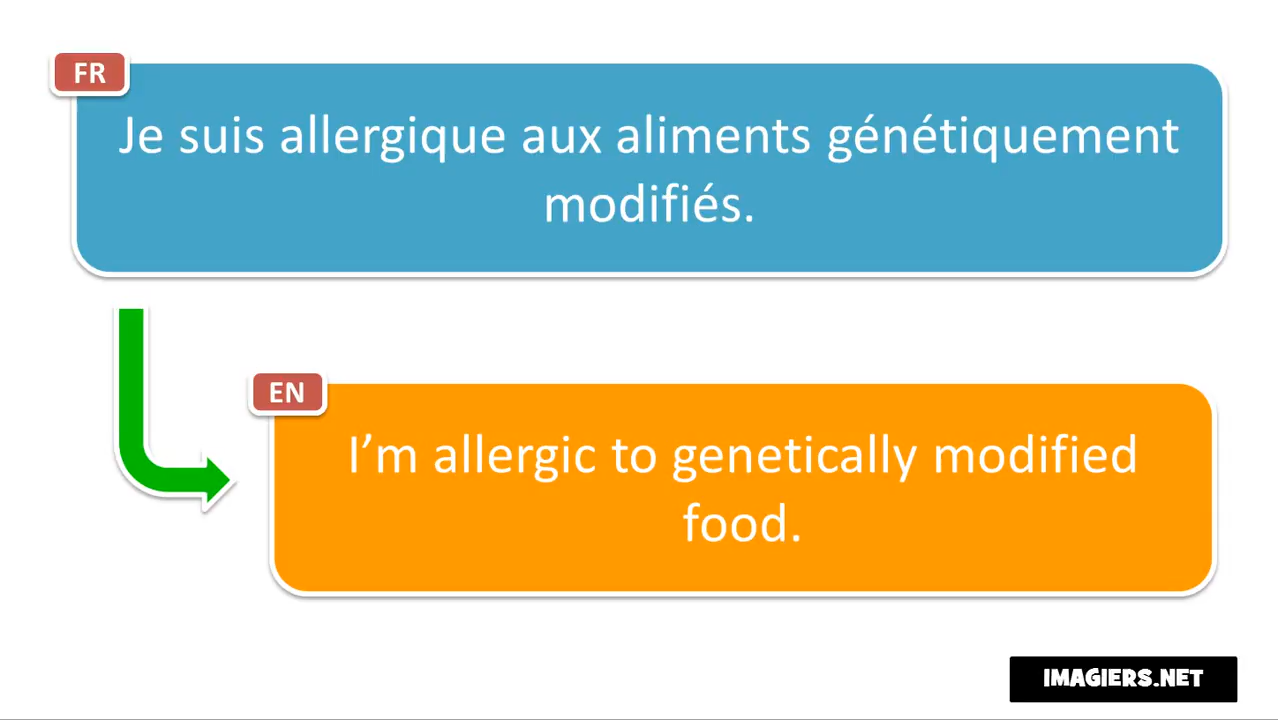 FR
Je suis allergique aux aliments génétiquement
modifiés.
EN
I’m allergic to genetically modified
food.
IMAGIERS.NET